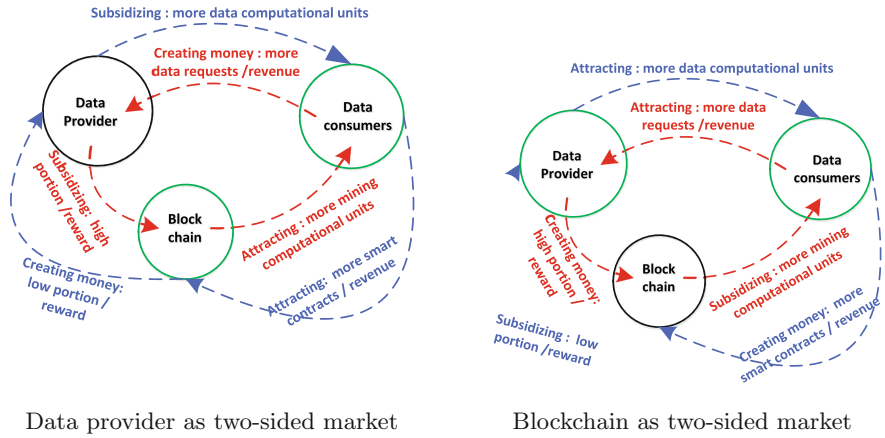 Subsidizing : more data computational units
Creating money : more
data requests /revenue
Data
Provider
Data
consumers
Subsidizing: high
portion /reward
Block
chain
Attracting : more mining
computational units
Creating money:
low portion /
reward
Attracting: more smart
contracts / revenue
Data provider as two-sided market
Attracting : more data computational units
Attracting : more data
requests /revenue
Data
Provider
Data
consumers
Creating money:
high portion /
reward
Block
chain
Subsidizing : more mining
computational units
Subsidizing : low
portion /reward
Creating money: more
smart contracts / revenue
Blockchain as two-sided market